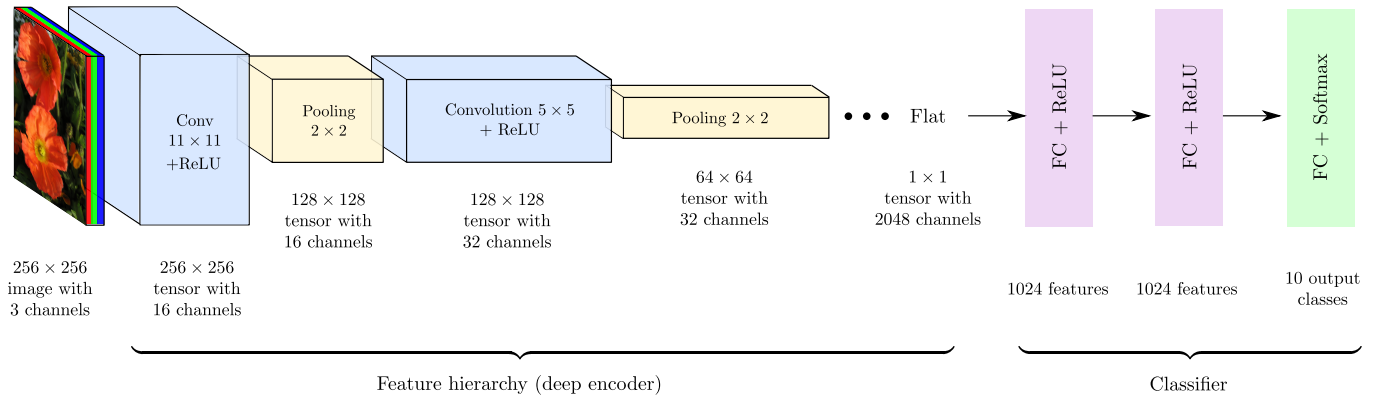 Conv
11 × 11
+ReLU
Pooling
2 × 2
Convolution 5 × 5
+ ReLU
Pooling 2 × 2
Flat
FC + ReLU
FC + ReLU
FC + Softmax
256 × 256
image with
3 channels
256 × 256
tensor with
16 channels
128 × 128
tensor with
16 channels
128 × 128
tensor with
32 channels
64 × 64
tensor with
32 channels
1 × 1
tensor with
2048 channels
1024 features
1024 features
10 output
classes
Feature hierarchy (deep encoder)
Classifier